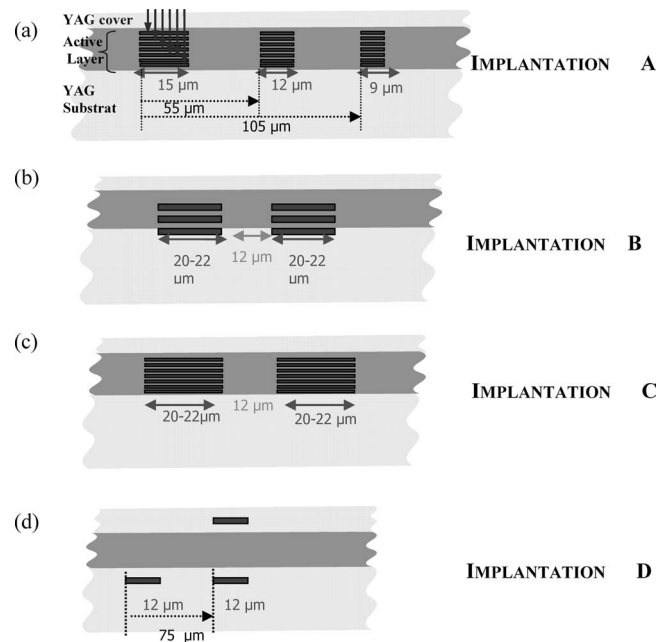 (a)
YAG cover
Active
Layer
YAG
Substrat
15 µm
12 µm
9 µm
55 µm
105 µm
IMPLANTATION A
(b)
20-22
µm
12 µm
20-22
µm
IMPLANTATION B
(c)
20-22µm
12 µm
20-22 µm
IMPLANTATION C
(d)
12 µm
12 µm
75 µm
IMPLANTATION D